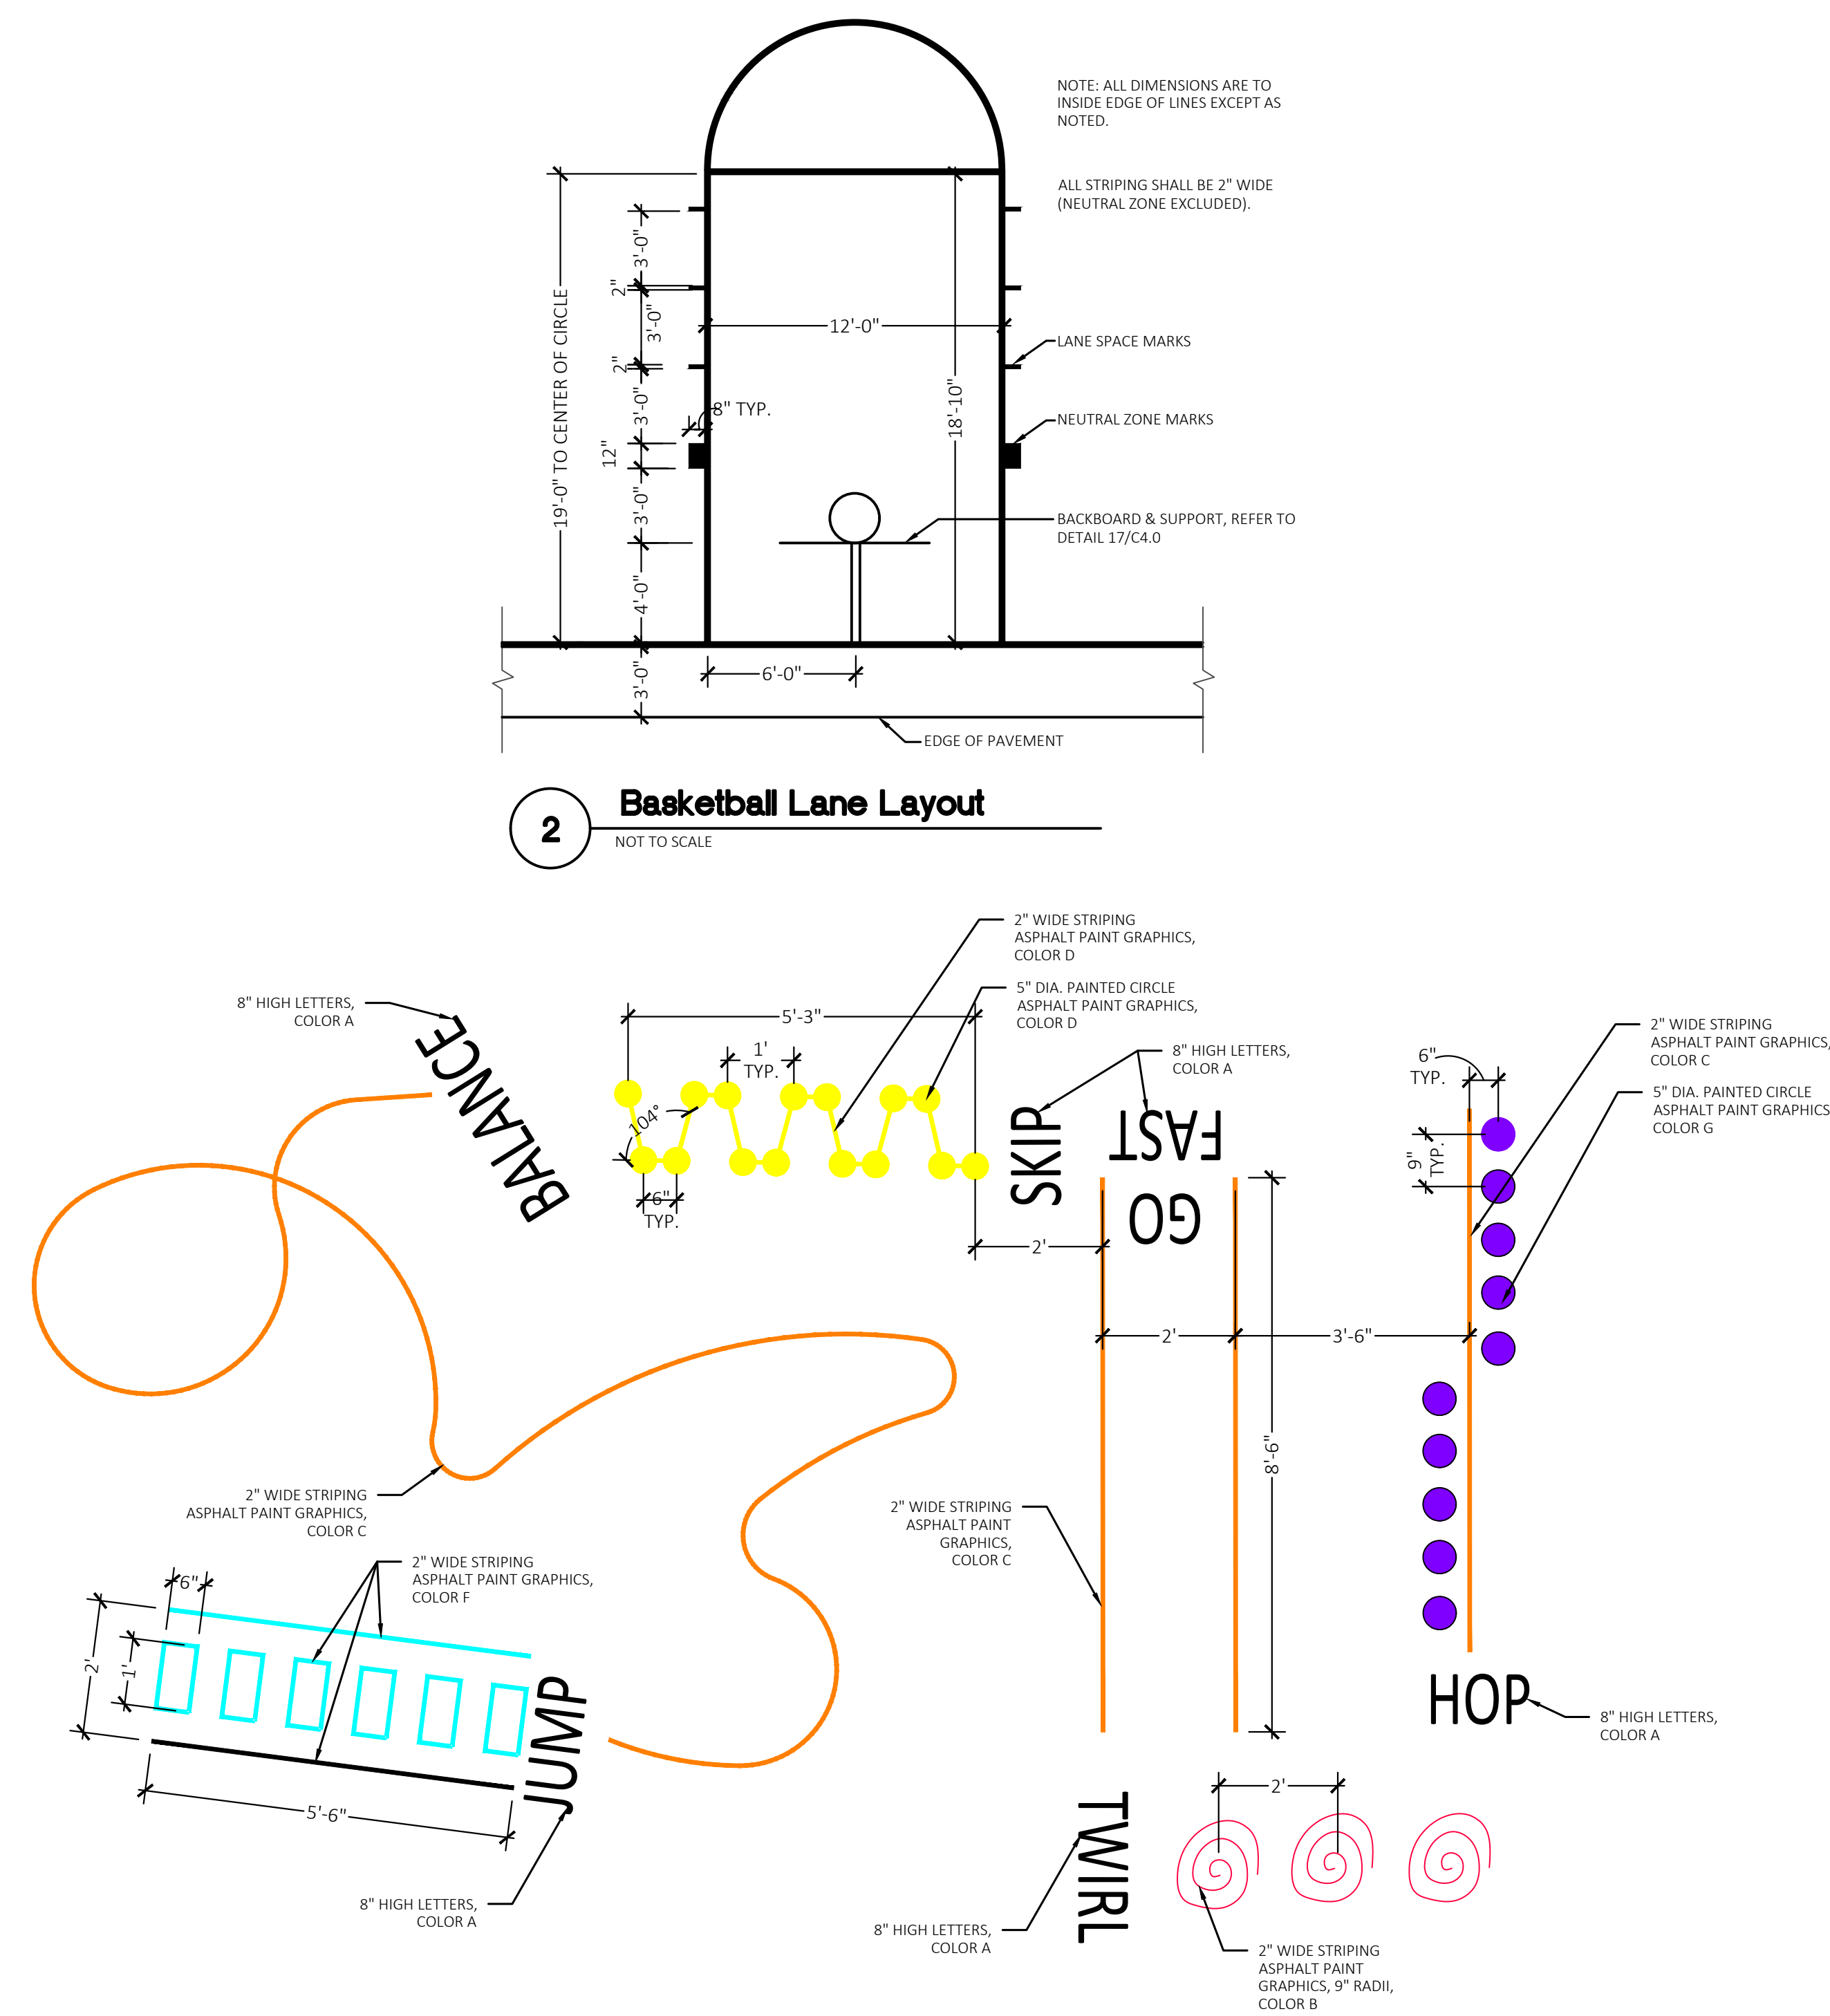 NOTE: ALL DIMENSIONS ARE TO
INSIDE EDGE OF LINES EXCEPT AS
NOTED.
ALL STRIPING SHALL BE 2" WIDE
(NEUTRAL ZONE EXCLUDED).
19'-0" TO CENTER OF CIRCLE
3'-0"
2"
3'-0"
2"
3'-0"
12"
3'-0"
4'-0"
3'-0"
8" TYP.
12'-0"
18'-10"
6'-0"
LANE SPACE MARKS
NEUTRAL ZONE MARKS
BACKBOARD & SUPPORT, REFER TO
DETAIL 17/C4.0
EDGE OF PAVEMENT
2
Basketball Lane Layout
NOT TO SCALE
8" HIGH LETTERS,
COLOR A
BALANCE
2" WIDE STRIPING
ASPHALT PAINT GRAPHICS,
COLOR D
5" DIA. PAINTED CIRCLE
ASPHALT PAINT GRAPHICS,
COLOR D
5'-3"
1'
TYP.
104°
6"
TYP.
2'
8" HIGH LETTERS,
COLOR A
SKIP
GO
FAST
2'
3'-6"
8'-6"
6"
TYP.
9"
TYP.
2" WIDE STRIPING
ASPHALT PAINT GRAPHICS,
COLOR C
5" DIA. PAINTED CIRCLE
ASPHALT PAINT GRAPHICS
COLOR G
2" WIDE STRIPING
ASPHALT PAINT GRAPHICS,
COLOR C
2" WIDE STRIPING
ASPHALT PAINT
GRAPHICS,
COLOR C
2" WIDE STRIPING
ASPHALT PAINT GRAPHICS,
COLOR F
6"
2'
1'
5'-6"
JUMP
8" HIGH LETTERS,
COLOR A
HOP
8" HIGH LETTERS,
COLOR A
TWIRL
2'
8" HIGH LETTERS,
COLOR A
2" WIDE STRIPING
ASPHALT PAINT
GRAPHICS, 9" RADII,
COLOR B